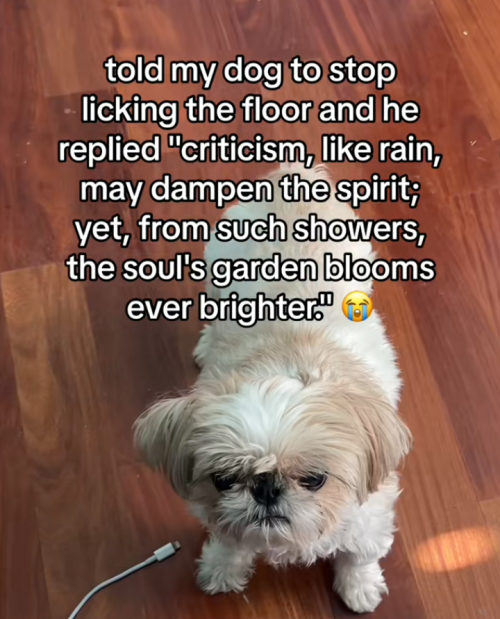 told my dog to stop
licking the floor and he
replied "criticism, like rain,
may dampen the spirit;
yet, from such showers,
the soul's garden blooms
ever brighter." 😭